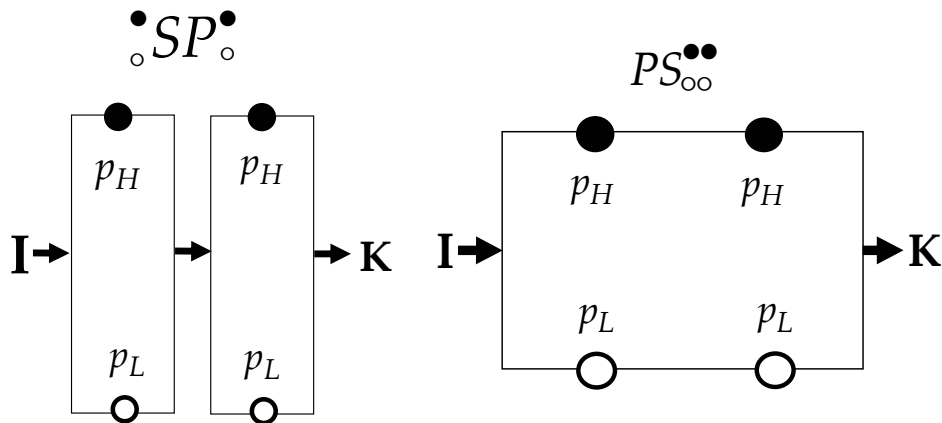 ●○SP●○
PS●●○○
p_H p_H
p_H p_H
I K
I K
p_L p_L
p_L p_L